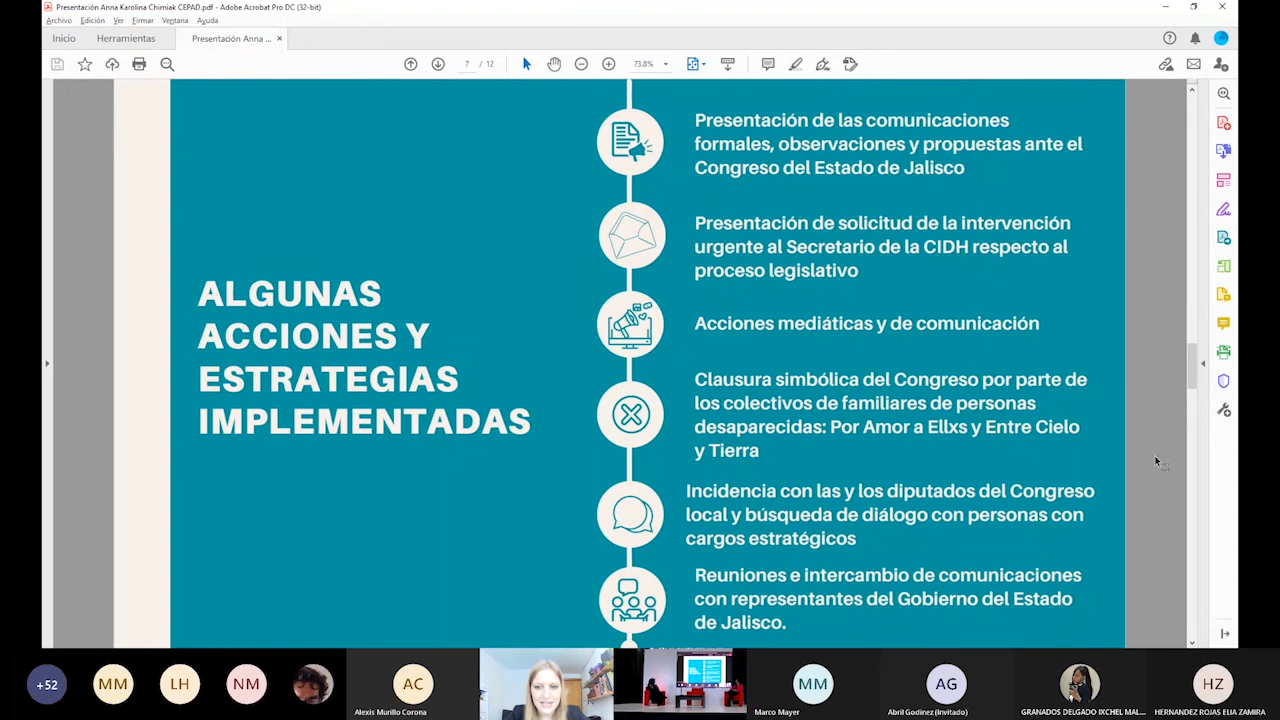 Presentación Anna Karolina Chimiak CEPAD.pdf - Adobe Acrobat Pro DC (32-bit)
Archivo Edición Ver Firmar Ventana Ayuda
Inicio Herramientas Presentación Anna ... ×
7 / 12 73.8%
Presentación de las comunicaciones
formales, observaciones y propuestas ante el
Congreso del Estado de Jalisco
Presentación de solicitud de la intervención
urgente al Secretario de la CIDH respecto al
proceso legislativo
ALGUNAS
ACCIONES Y
ESTRATEGIAS
IMPLEMENTADAS
Acciones mediáticas y de comunicación
Clausura simbólica del Congreso por parte de
los colectivos de familiares de personas
desaparecidas: Por Amor a Ellxs y Entre Cielo
y Tierra
Incidencia con las y los diputados del Congreso
local y búsqueda de diálogo con personas con
cargos estratégicos
Reuniones e intercambio de comunicaciones
con representantes del Gobierno del Estado
de Jalisco.
+52 MM LH NM AC MM AG HZ
Alexis Murillo Corona Marco Mayer Abril Godinez (Invitado) GRANADOS DELGADO IXCHEL MAL... HERNANDEZ ROJAS ELIA ZAMIRA